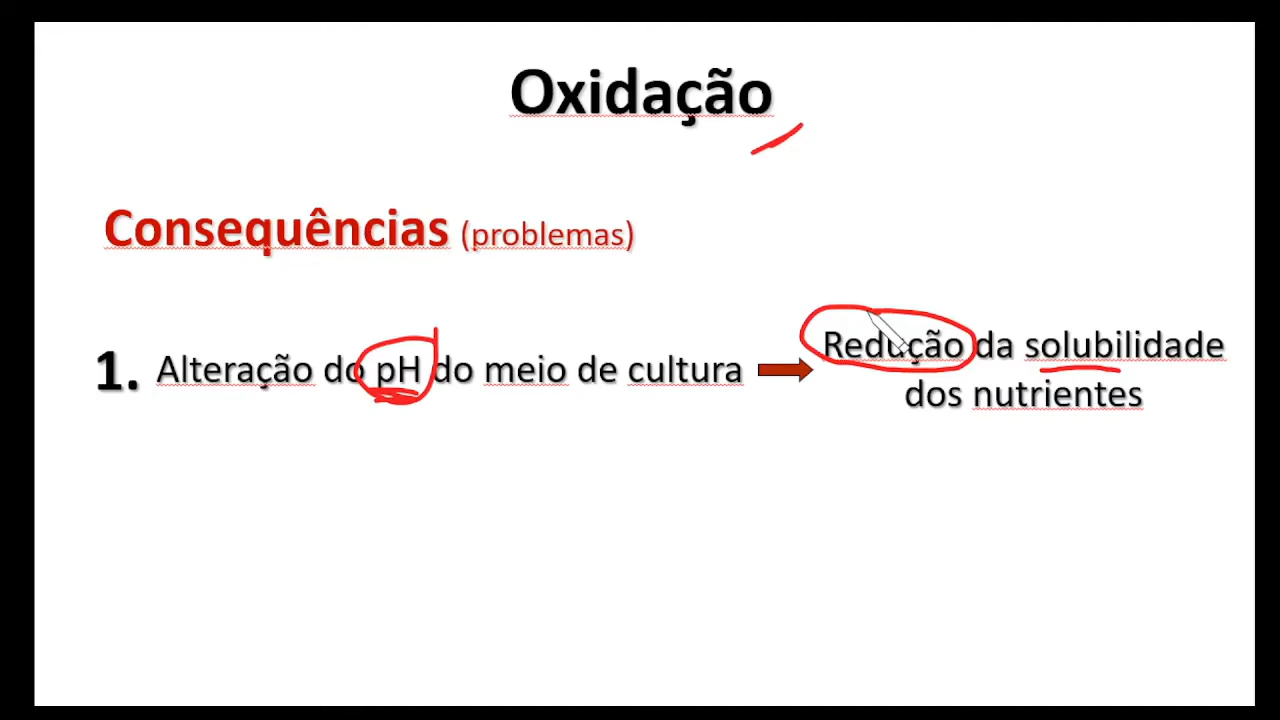 Oxidação
Consequências (problemas)
1. Alteração do pH do meio de cultura
Redução da solubilidade
dos nutrientes